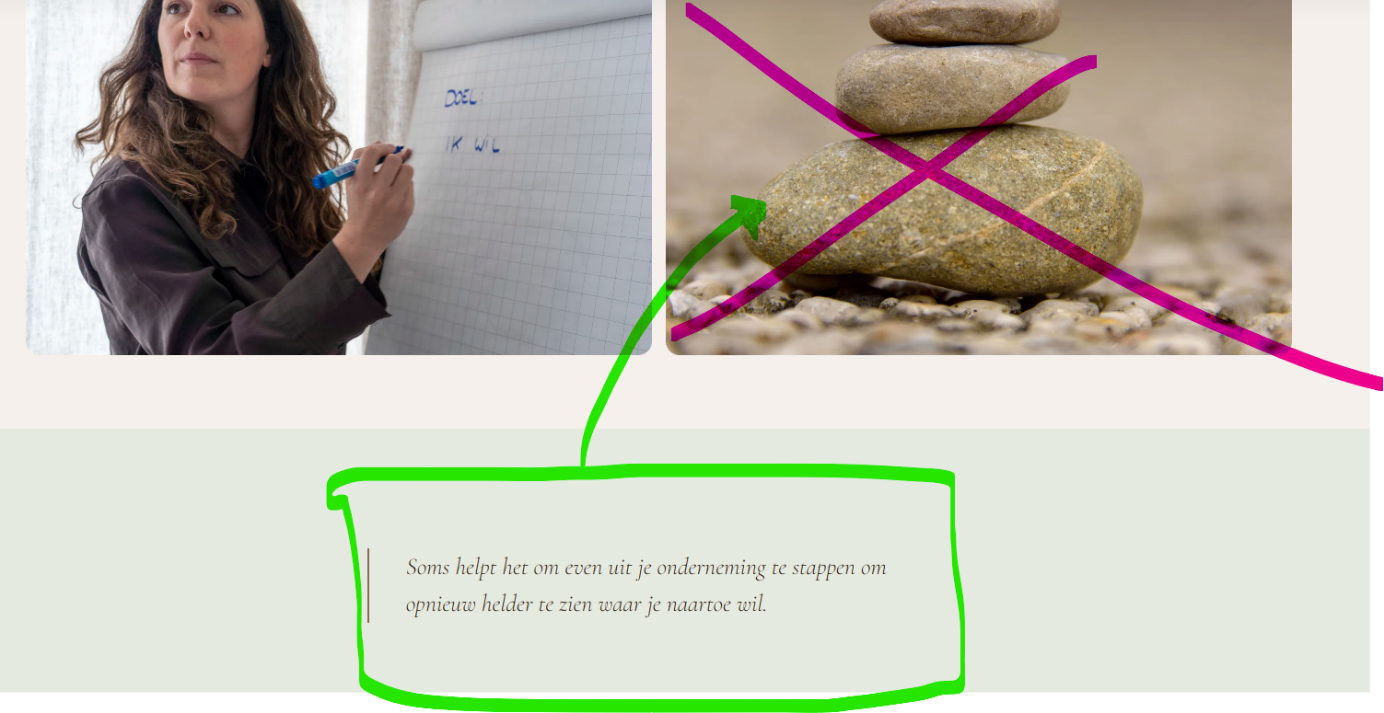 DOEL
IK WIL
Soms helpt het om even uit je onderneming te stappen om
opnieuw helder te zien waar je naartoe wil.